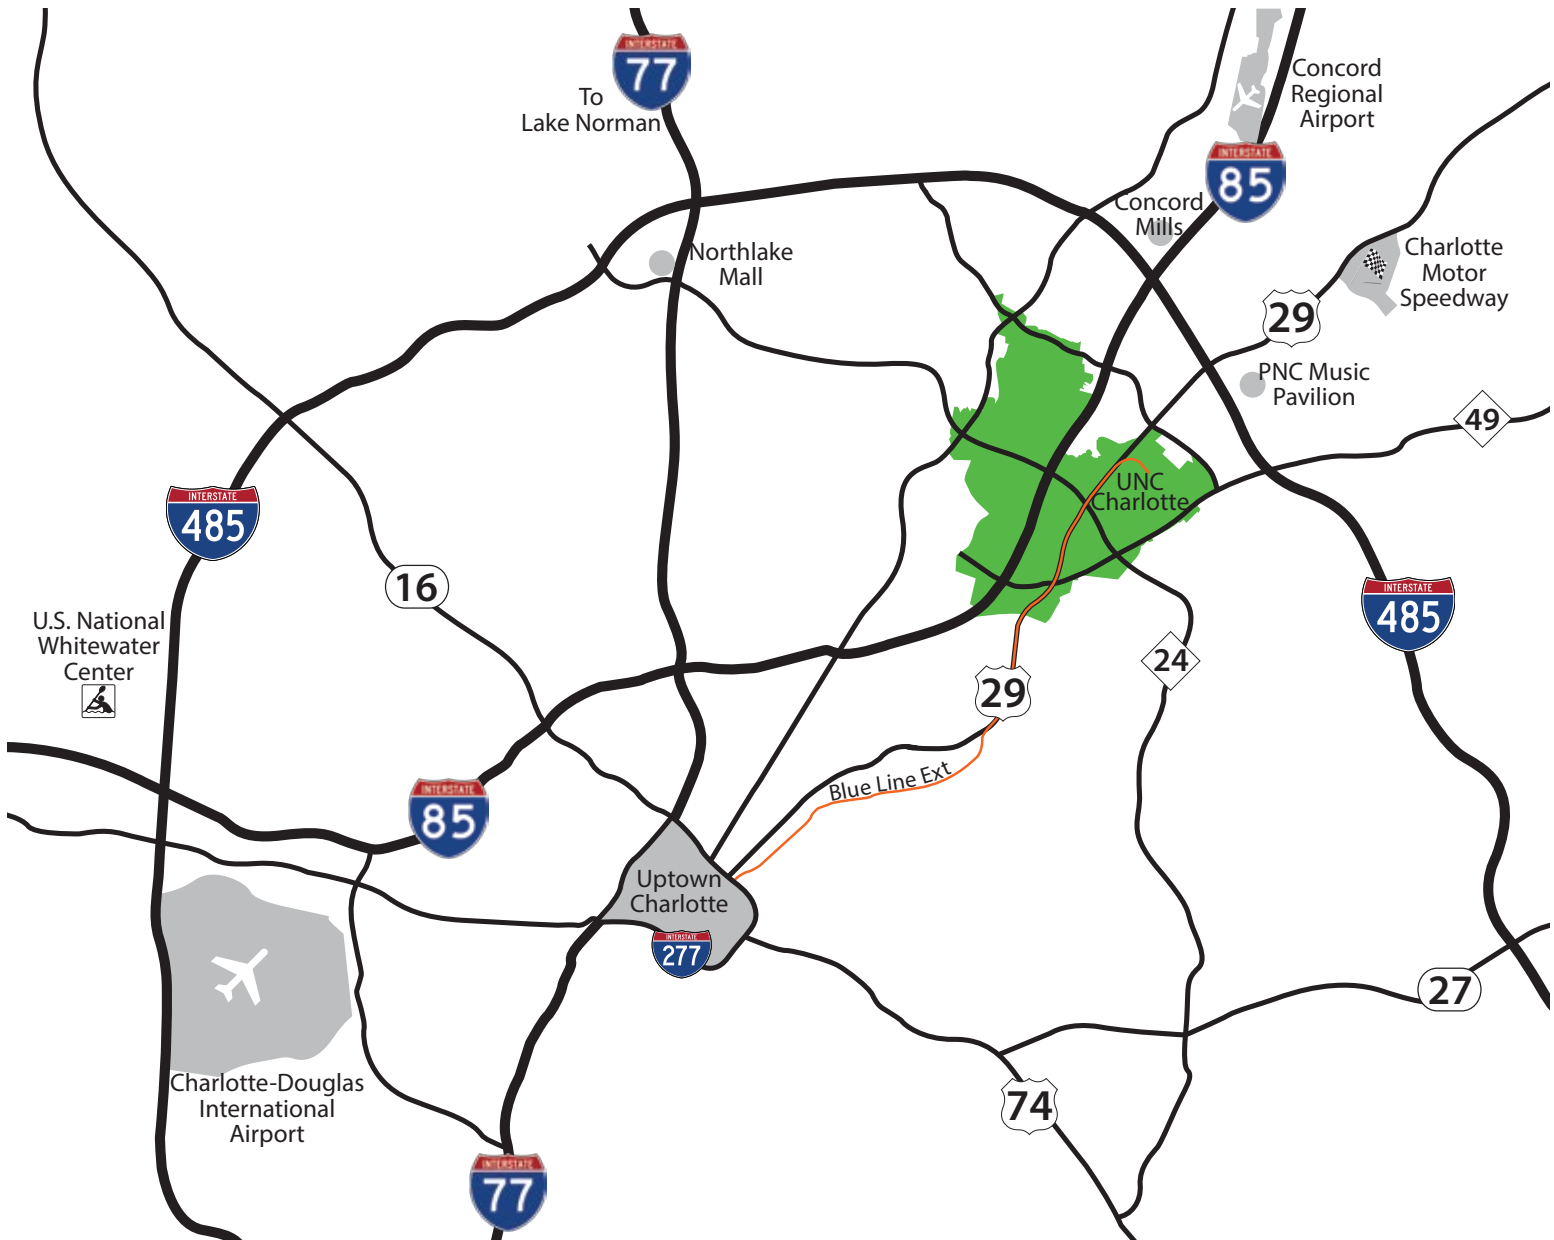 INTERSTATE
77
To
Lake Norman
Concord
Regional
Airport
INTERSTATE
85
Concord
Mills
Northlake
Mall
Charlotte
Motor
Speedway
29
PNC Music
Pavilion
49
UNC
Charlotte
INTERSTATE
485
16
INTERSTATE
485
U.S. National
Whitewater
Center
24
29
Blue Line Ext
INTERSTATE
85
Uptown
Charlotte
INTERSTATE
277
27
Charlotte-Douglas
International
Airport
74
INTERSTATE
77